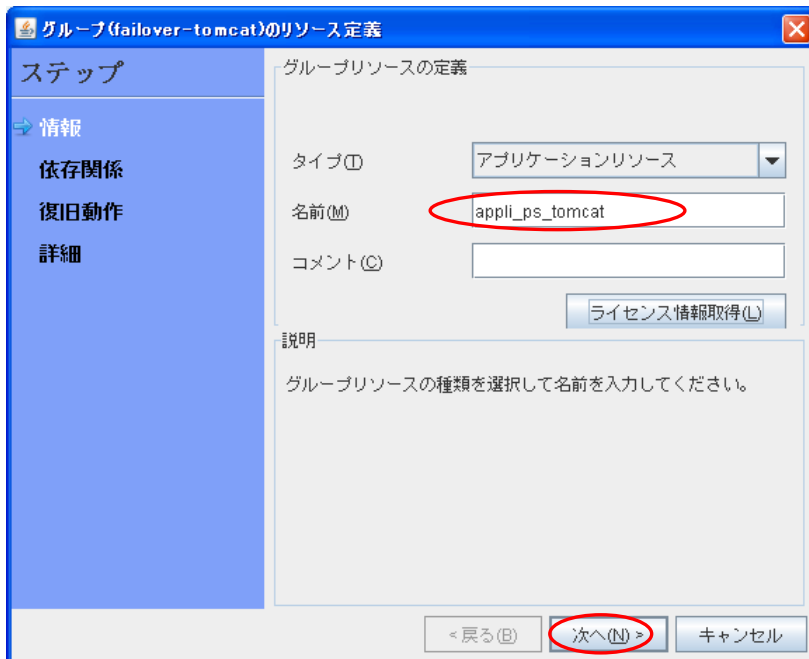 グループ(failover-tomcat)のリソース定義
ステップ
情報
依存関係
復旧動作
詳細
グループリソースの定義
タイプ(T) アプリケーションリソース
名前(M) appli_ps_tomcat
コメント(C)
ライセンス情報取得(L)
説明
グループリソースの種類を選択して名前を入力してください。
<戻る(B) 次へ(N) > キャンセル